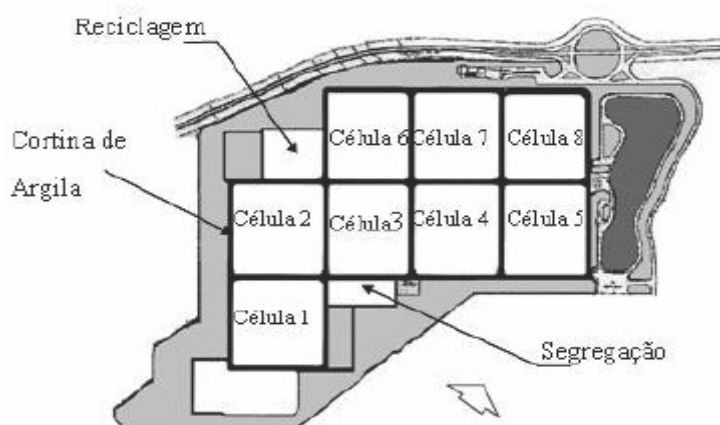 Reciclagem
Cortina de
Argila
Célula 6
Célula 7
Célula 8
Célula 2
Célula3
Célula 4
Célula 5
Célula 1
Segregação